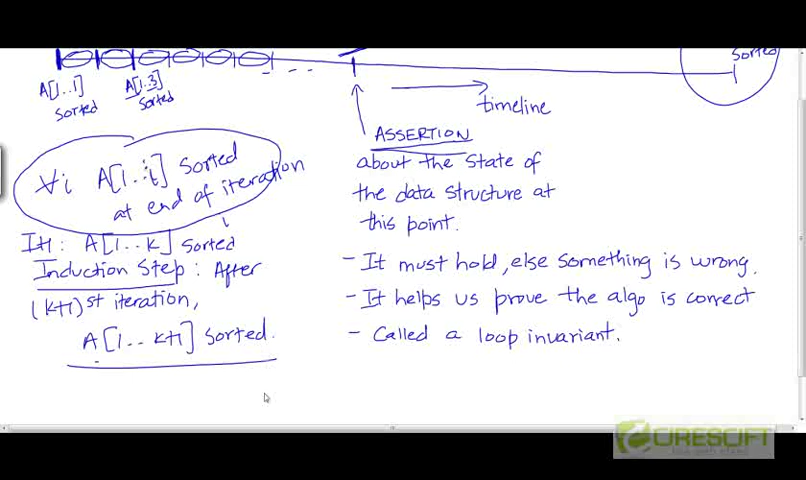 Sorted
A[1..1]
Sorted
A[1..3]
Sorted
timeline
ASSERTION
about the state of
the data structure at
this point.
∀i A[1..i] sorted
at end of iteration
i
IH: A[1..k] sorted
Induction Step: After
(k+1)st iteration,
A[1..k+1] sorted.
- It must hold, else something is wrong.
- It helps us prove the algo is correct
- Called a loop invariant.